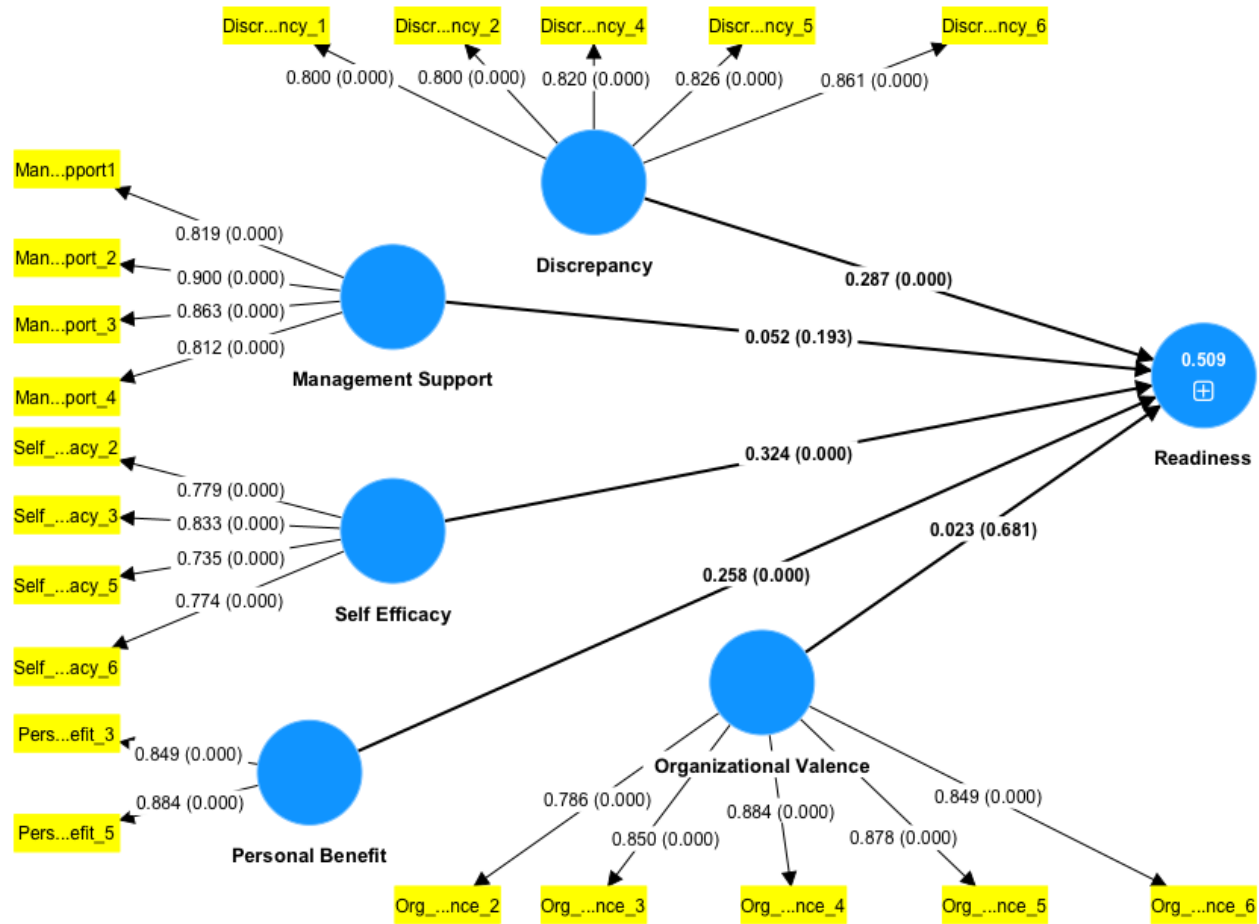 Discr...ncy_1
Discr...ncy_2
Discr...ncy_4
Discr...ncy_5
Discr...ncy_6
0.800 (0.000)
0.800 (0.000)
0.820 (0.000)
0.826 (0.000)
0.861 (0.000)
Discrepancy
Man...pport1
Man...port_2
Man...port_3
Man...port_4
0.819 (0.000)
0.900 (0.000)
0.863 (0.000)
0.812 (0.000)
Management Support
0.287 (0.000)
0.052 (0.193)
0.509
Readiness
Self_...acy_2
Self_...acy_3
Self_...acy_5
Self_...acy_6
0.779 (0.000)
0.833 (0.000)
0.735 (0.000)
0.774 (0.000)
Self Efficacy
0.324 (0.000)
0.023 (0.681)
0.258 (0.000)
Pers...efit_3
Pers...efit_5
0.849 (0.000)
0.884 (0.000)
Personal Benefit
Organizational Valence
0.786 (0.000)
0.850 (0.000)
0.884 (0.000)
0.878 (0.000)
0.849 (0.000)
Org_...nce_2
Org_...nce_3
Org_...nce_4
Org_...nce_5
Org_...nce_6